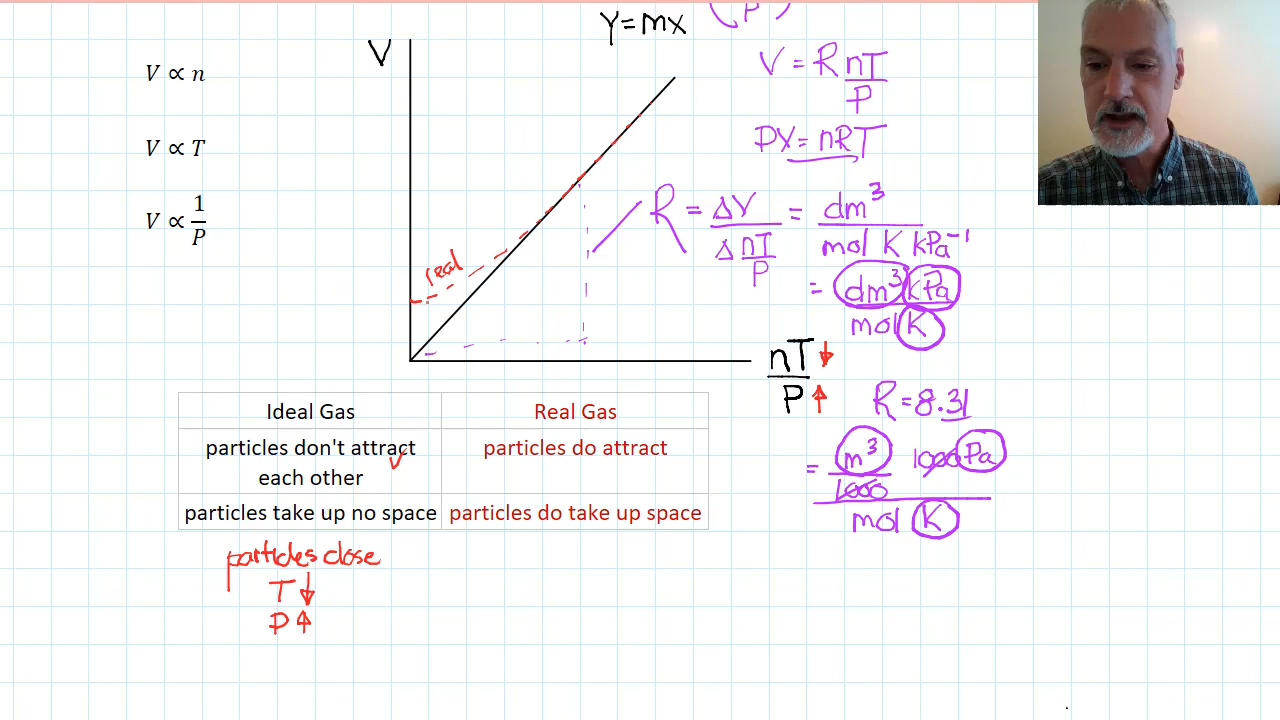 Y=mx
(P)
V
V ∝ n
V ∝ T
V ∝ 1/P
V = R nT/P
PV = nRT
real
R = ΔV / Δ nT/P = dm³ / mol K kPa⁻¹
= dm³ kPa / mol K
nT↓ / P↑
R = 8.31
= m³/1000 1000 Pa / mol K
Ideal Gas Real Gas
particles don't attract particles do attract
each other
particles take up no space particles do take up space
particles close
T ↓
P ↑